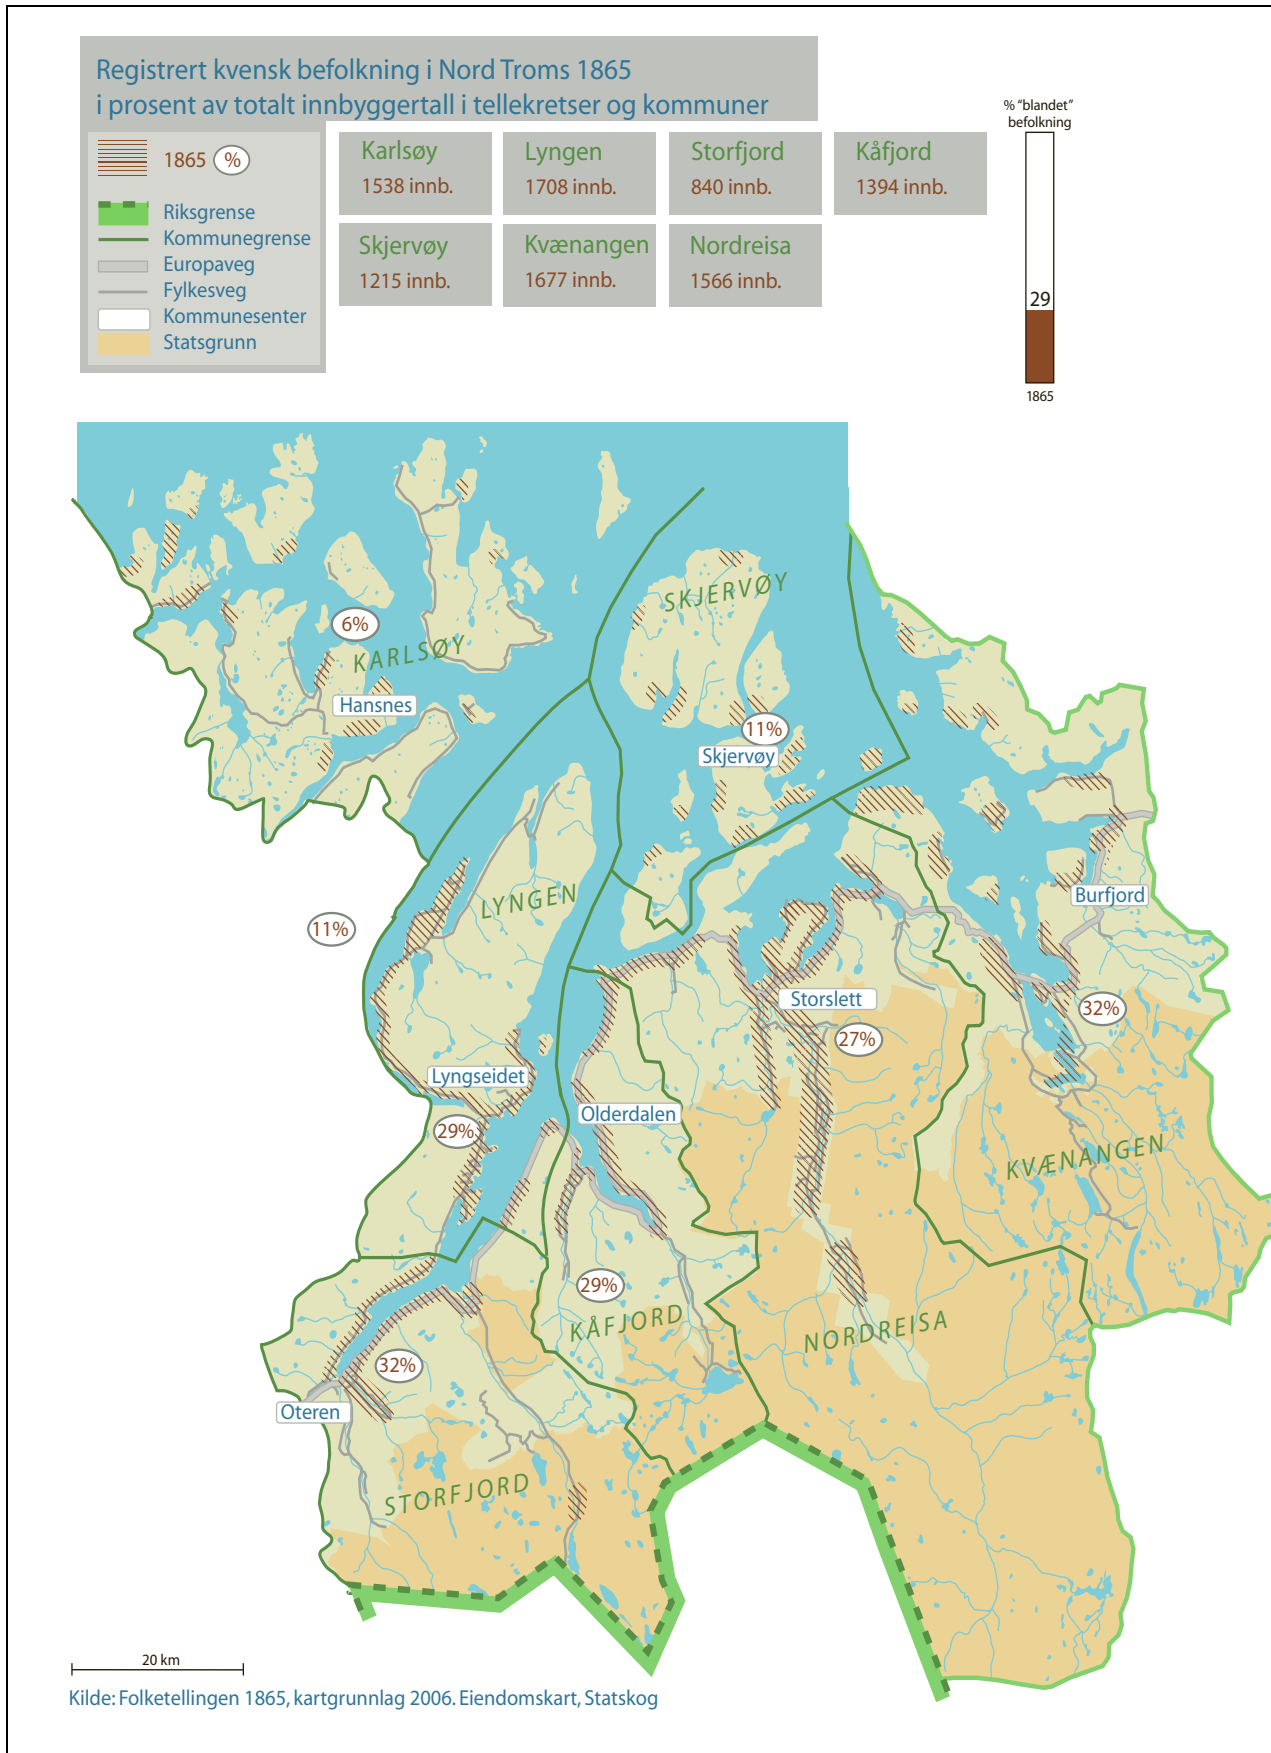 Registrert kvensk befolkning i Nord Troms 1865
i prosent av totalt innbyggertall i tellekretser og kommuner
1865 %
Riksgrense
Kommunegrense
Europaveg
Fylkesveg
Kommunesenter
Statsgrunn
Karlsøy
1538 innb.
Lyngen
1708 innb.
Storfjord
840 innb.
Kåfjord
1394 innb.
Skjervøy
1215 innb.
Kvænangen
1677 innb.
Nordreisa
1566 innb.
% “blandet”
befolkning
29
1865
SKJERVØY
6%
KARLSØY
Hansnes
11%
Skjervøy
LYNGEN
Burfjord
11%
Storslett
32%
27%
Lyngseidet
Olderdalen
29%
KVÆNANGEN
29%
KÅFJORD
NORDREISA
32%
Oteren
STORFJORD
20 km
Kilde: Folketellingen 1865, kartgrunnlag 2006. Eiendomskart, Statskog